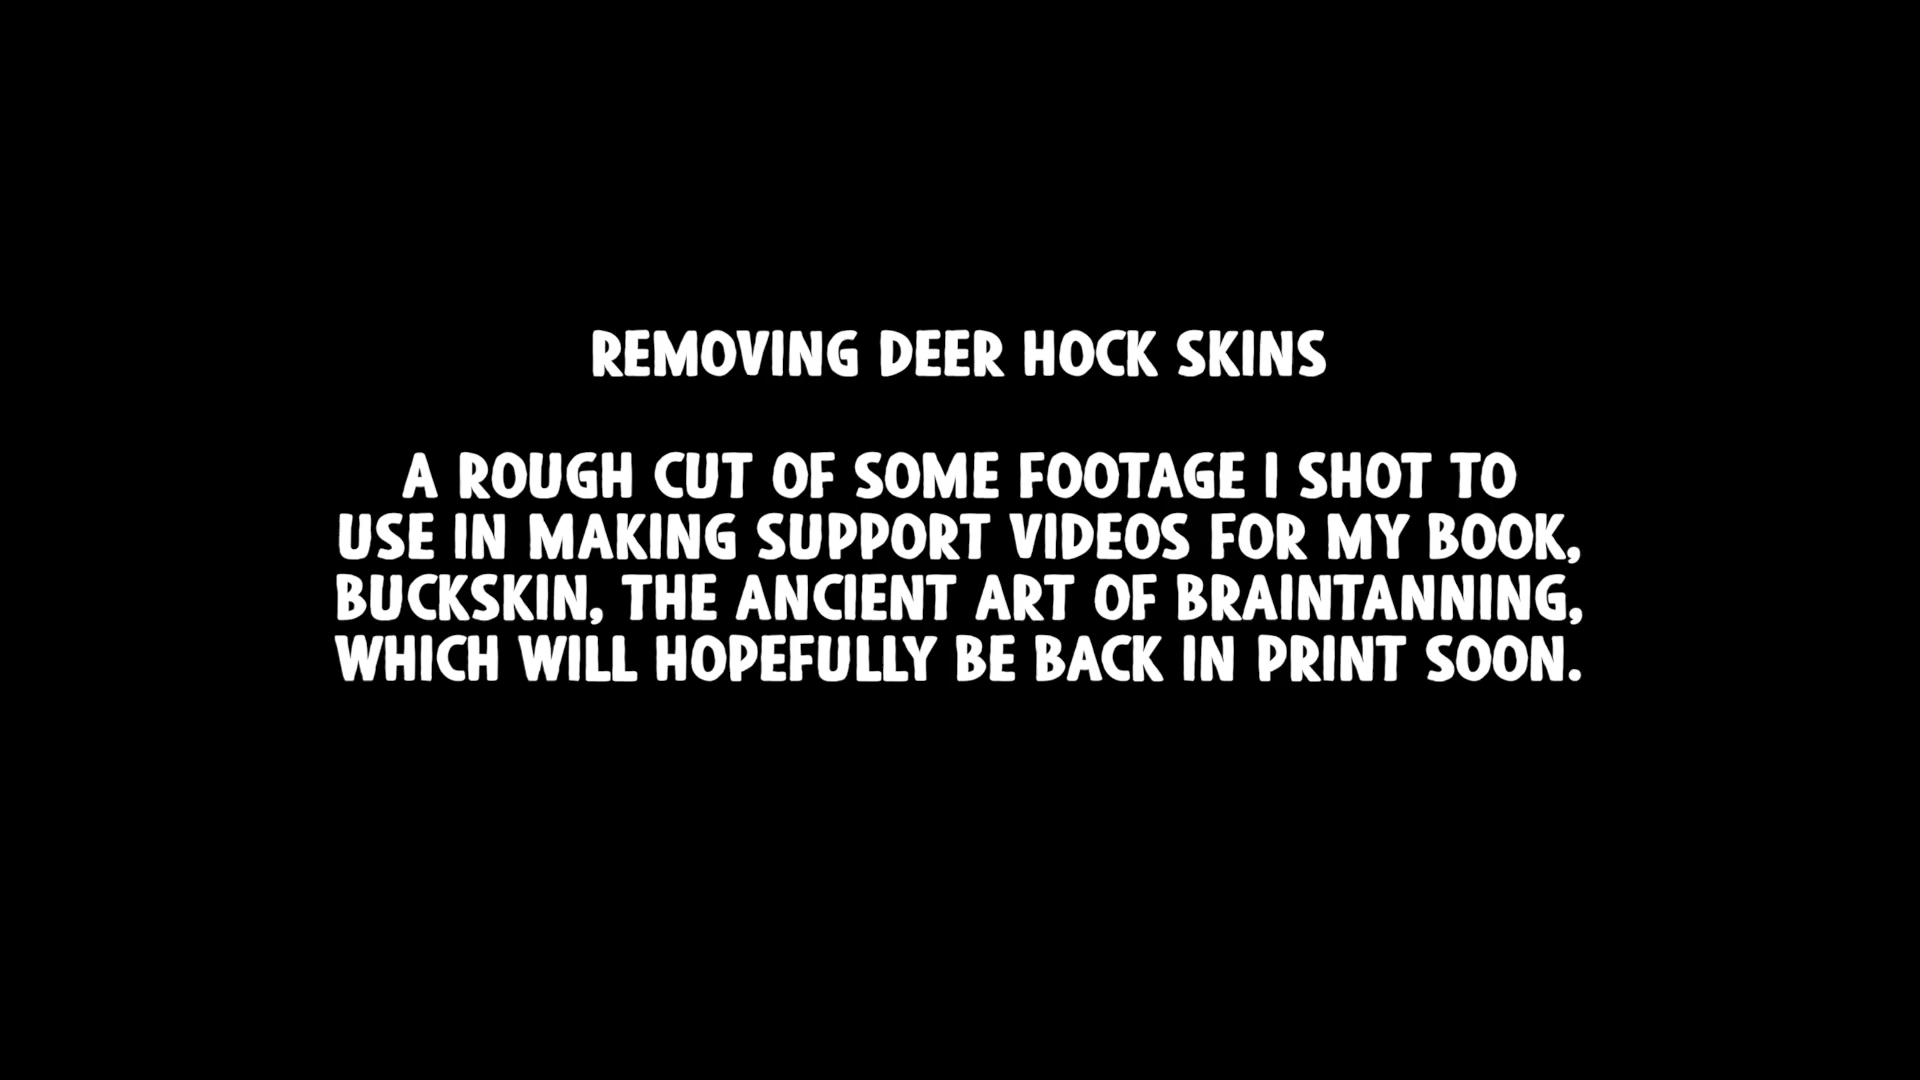 REMOVING DEER HOCK SKINS
A ROUGH CUT OF SOME FOOTAGE I SHOT TO
USE IN MAKING SUPPORT VIDEOS FOR MY BOOK,
BUCKSKIN, THE ANCIENT ART OF BRAINTANNING,
WHICH WILL HOPEFULLY BE BACK IN PRINT SOON.